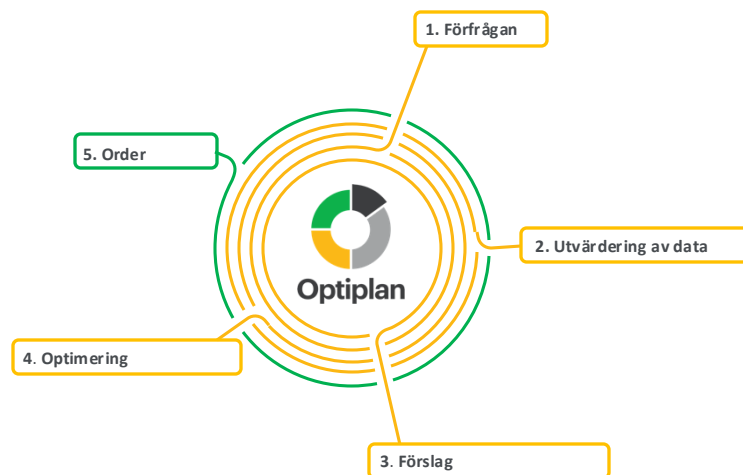 1. Förfrågan
5. Order
2. Utvärdering av data
Optiplan
4. Optimering
3. Förslag